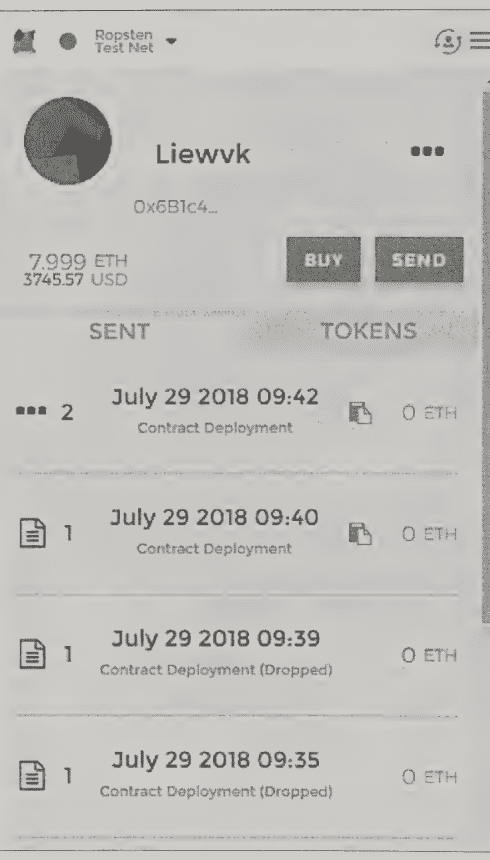 Ropsten
Test Net
Liewvk
0x6B1c4...
7.999 ETH
3745.57 USD
BUY
SEND
SENT
TOKENS
2
July 29 2018 09:42
Contract Deployment
0 ETH
1
July 29 2018 09:40
Contract Deployment
0 ETH
1
July 29 2018 09:39
Contract Deployment (Dropped)
0 ETH
1
July 29 2018 09:35
Contract Deployment (Dropped)
0 ETH